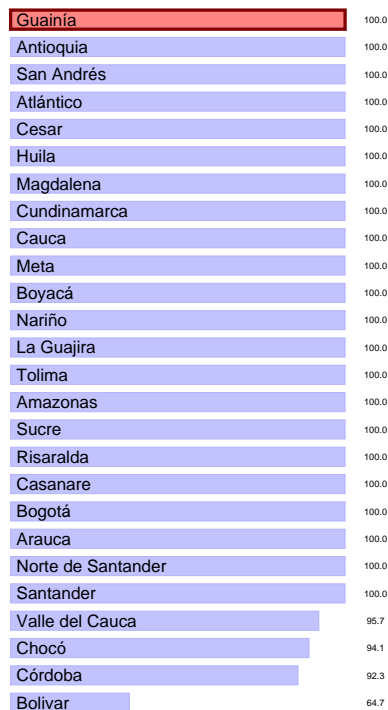 Guainía 100.0
Antioquia 100.0
San Andrés 100.0
Atlántico 100.0
Cesar 100.0
Huila 100.0
Magdalena 100.0
Cundinamarca 100.0
Cauca 100.0
Meta 100.0
Boyacá 100.0
Nariño 100.0
La Guajira 100.0
Tolima 100.0
Amazonas 100.0
Sucre 100.0
Risaralda 100.0
Casanare 100.0
Bogotá 100.0
Arauca 100.0
Norte de Santander 100.0
Santander 100.0
Valle del Cauca 95.7
Chocó 94.1
Córdoba 92.3
Bolivar 64.7